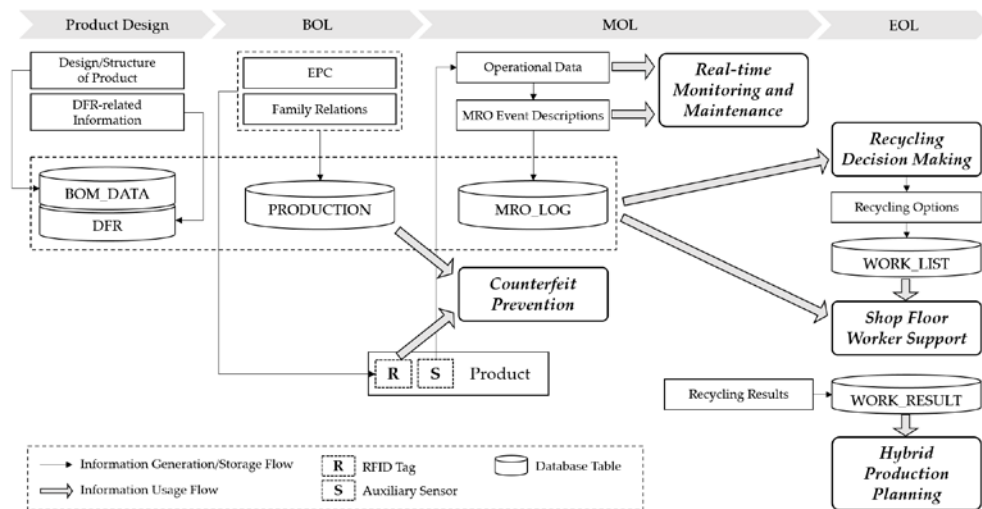 Product Design
BOL
MOL
EOL
Design/Structure
of Product
DFR-related
Information
EPC
Family Relations
Operational Data
MRO Event Descriptions
Real-time
Monitoring and
Maintenance
Recycling
Decision Making
Recycling Options
BOM_DATA
DFR
PRODUCTION
MRO_LOG
WORK_LIST
Counterfeit
Prevention
Shop Floor
Worker Support
R
S
Product
Recycling Results
WORK_RESULT
Hybrid
Production
Planning
Information Generation/Storage Flow
Information Usage Flow
R
RFID Tag
S
Auxiliary Sensor
Database Table